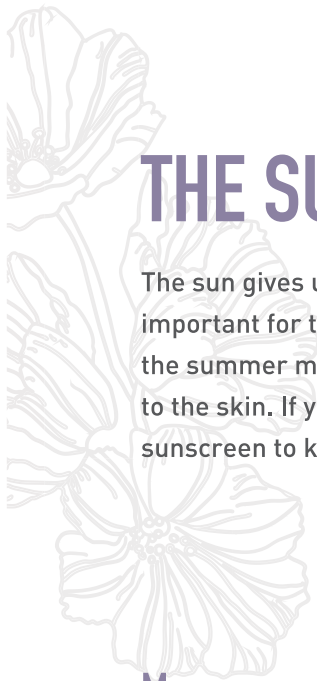 THE SU
The sun gives u
important for t
the summer m
to the skin. If y
sunscreen to k